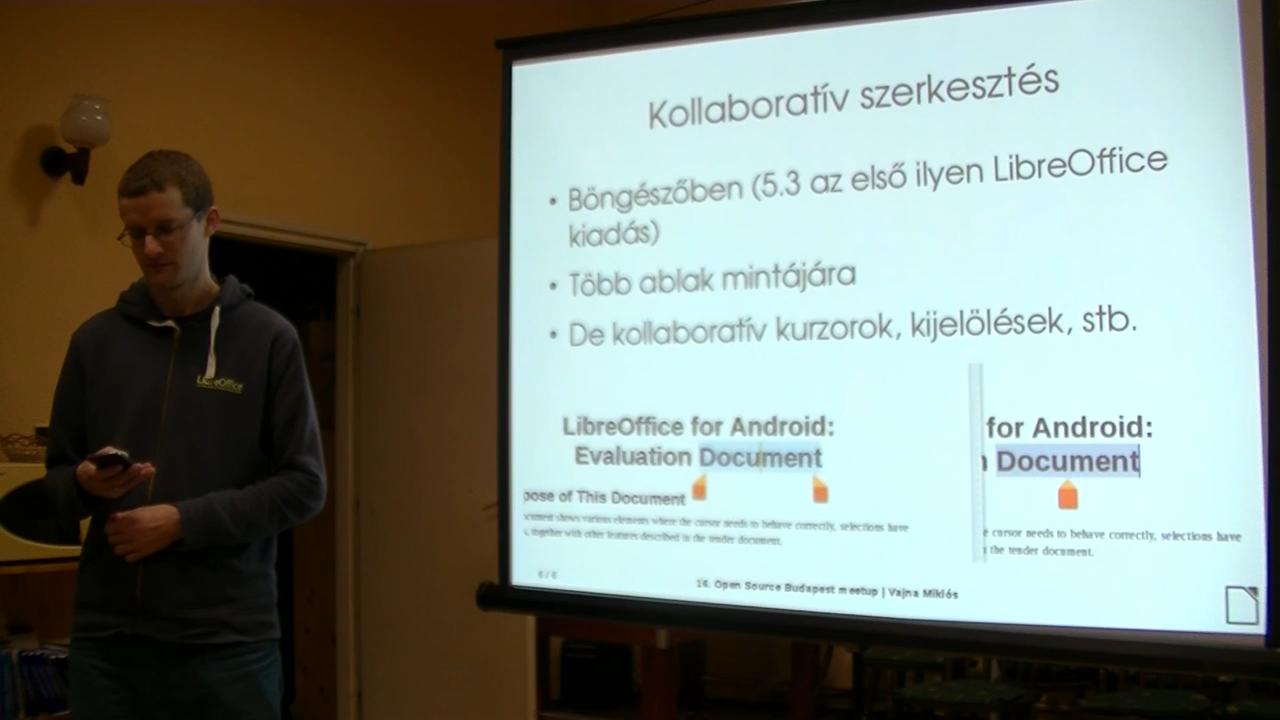 Kollaboratív szerkesztés
• Böngészőben (5.3 az első ilyen LibreOffice
kiadás)
• Több ablak mintájára
• De kollaboratív kurzorok, kijelölések, stb.
LibreOffice for Android:
Evaluation Document
pose of This Document
cument shows various elements where the cursor needs to behave correctly, selections have
s, together with other features described in the tender document.
for Android:
n Document
e cursor needs to behave correctly, selections have
the tender document.
6 / 6
16. Open Source Budapest meetup | Vajna Miklós
LibreOffice